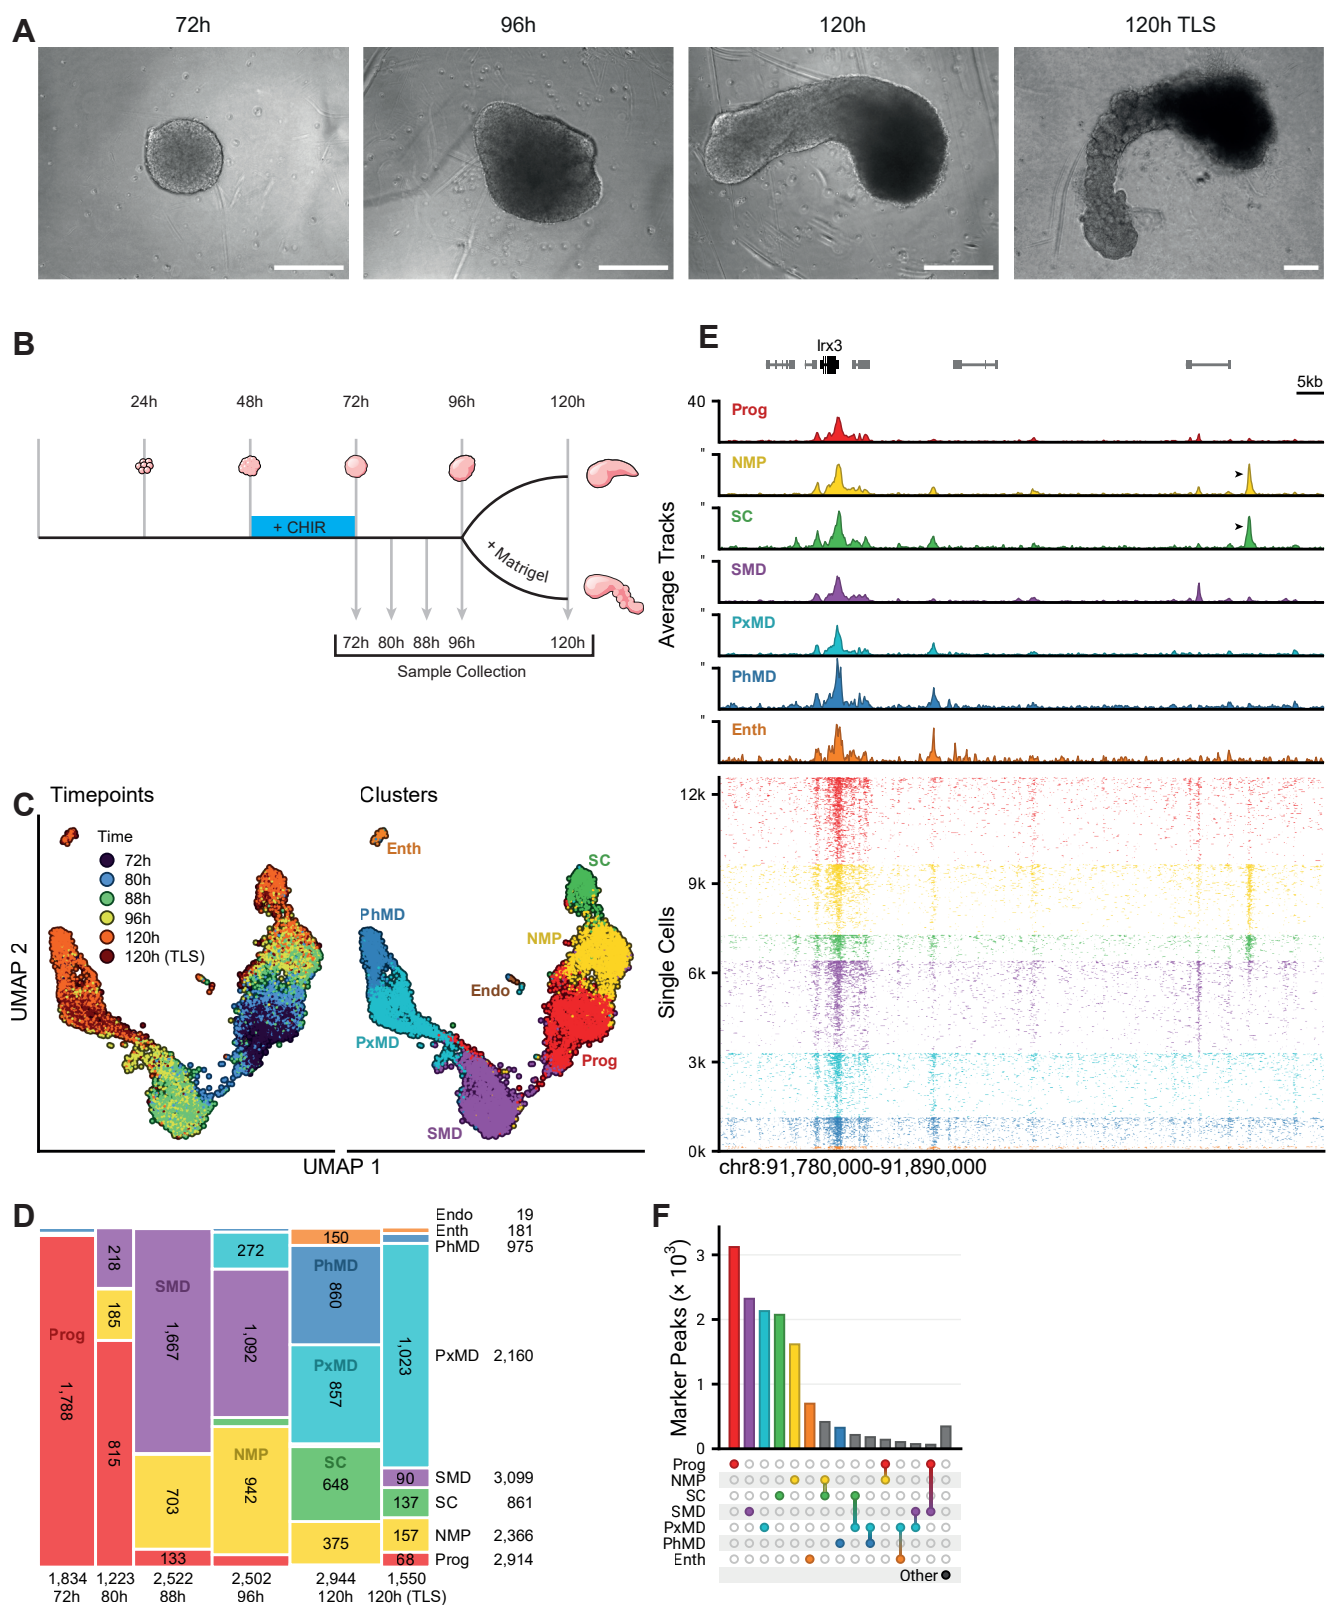 A
72h
96h
120h
120h TLS
B
24h
48h
72h
96h
120h
+ CHIR
+ Matrigel
72h
80h
88h
96h
120h
Sample Collection
C
Timepoints
Time
72h
80h
88h
96h
120h
120h (TLS)
Clusters
Enth
SC
PhMD
NMP
Endo
PxMD
Prog
SMD
UMAP 2
UMAP 1
D
Prog
1,788
218
185
815
SMD
1,667
703
133
272
1,092
NMP
942
150
PhMD
860
PxMD
857
SC
648
375
1,023
90
137
157
68
Endo 19
Enth 181
PhMD 975
PxMD 2,160
SMD 3,099
SC 861
NMP 2,366
Prog 2,914
1,834 1,223 2,522 2,502 2,944 1,550
72h 80h 88h 96h 120h 120h (TLS)
E
Irx3
5kb
40
Prog
"
NMP
"
SC
"
SMD
"
PxMD
"
PhMD
"
Enth
Average Tracks
12k
9k
6k
3k
0k
Single Cells
chr8:91,780,000-91,890,000
F
Marker Peaks (× 10³)
3
2
1
0
Prog
NMP
SC
SMD
PxMD
PhMD
Enth
Other